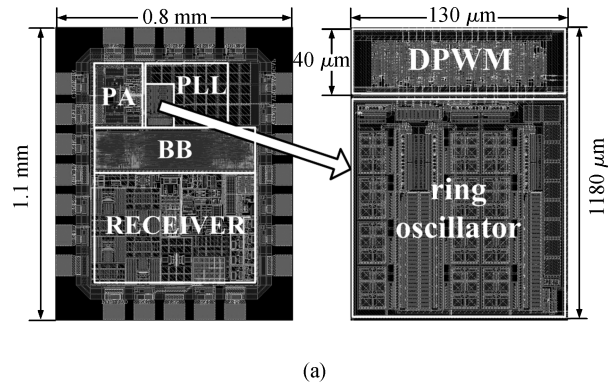 0.8 mm
130 μm
1.1 mm
PA
PLL
BB
RECEIVER
40 μm
DPWM
ring
oscillator
1180 μm
(a)